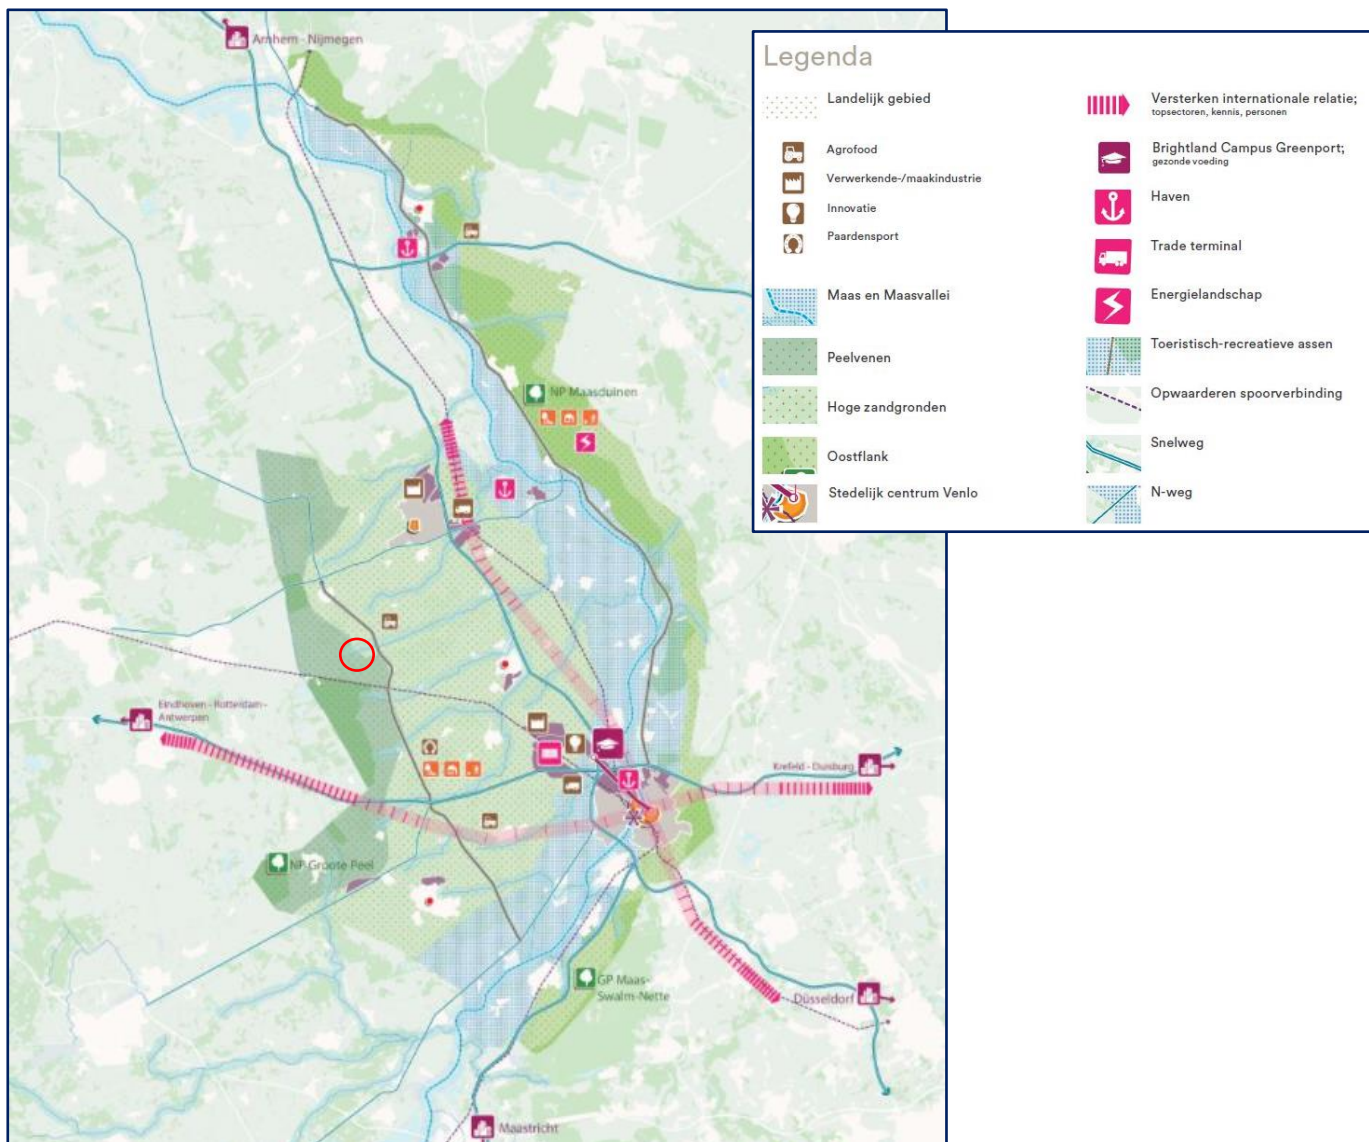 Arnhem - Nijmegen
NP Maasduinen
Eindhoven - Rotterdam -
Antwerpen
Krefeld - Duisburg
NP Groote Peel
GP Maas-
Swalm-Nette
Düsseldorf
Maastricht
Legenda
Landelijk gebied
Agrofood
Verwerkende-/maakindustrie
Innovatie
Paardensport
Maas en Maasvallei
Peelvenen
Hoge zandgronden
Oostflank
Stedelijk centrum Venlo
Versterken internationale relatie;
topsectoren, kennis, personen
Brightland Campus Greenport;
gezonde voeding
Haven
Trade terminal
Energielandschap
Toeristisch-recreatieve assen
Opwaarderen spoorverbinding
Snelweg
N-weg